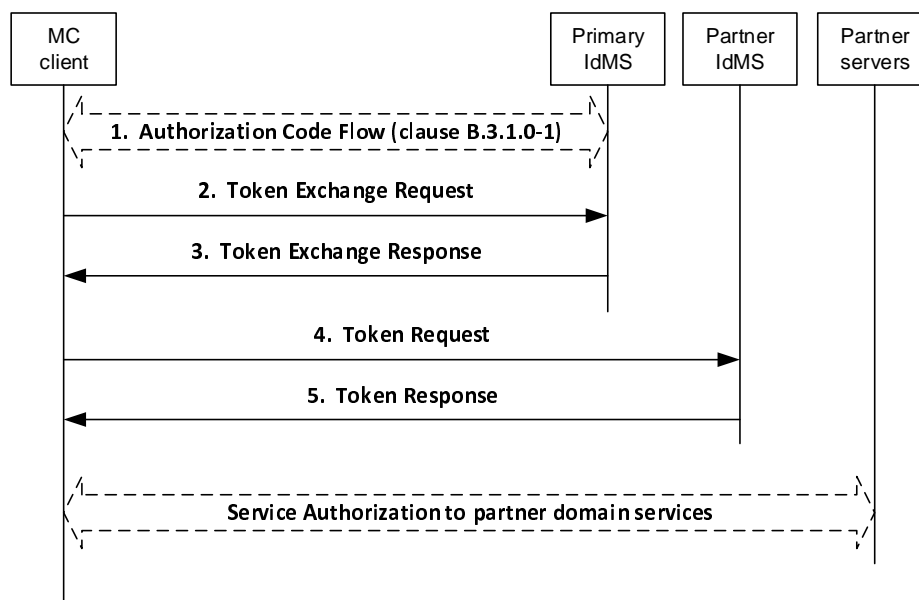 MC
client
Primary
IdMS
Partner
IdMS
Partner
servers
1. Authorization Code Flow (clause B.3.1.0-1)
2. Token Exchange Request
3. Token Exchange Response
4. Token Request
5. Token Response
Service Authorization to partner domain services